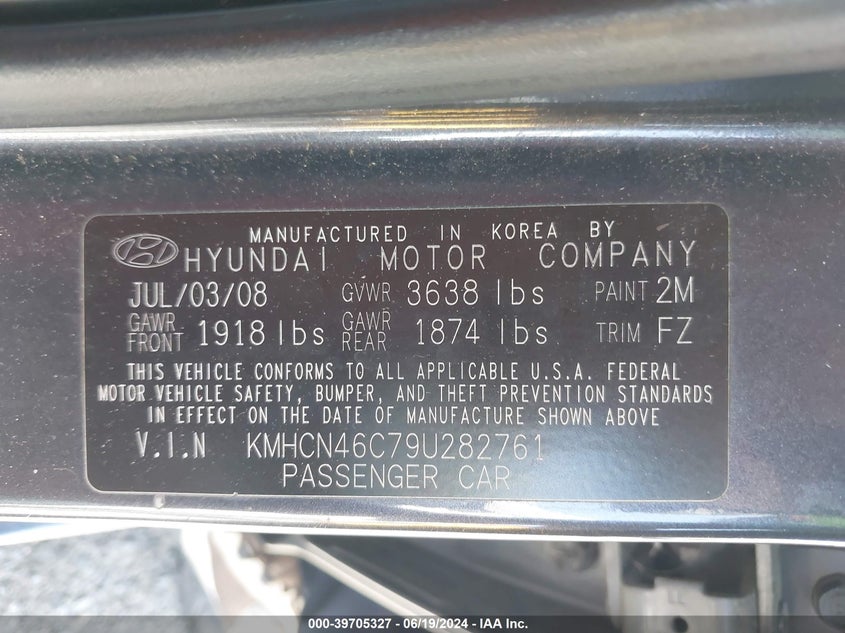 MANUFACTURED IN KOREA BY
HYUNDAI MOTOR COMPANY
JUL/03/08 GVWR 3638 lbs PAINT 2M
GAWR FRONT 1918 lbs GAWR REAR 1874 lbs TRIM FZ
THIS VEHICLE CONFORMS TO ALL APPLICABLE U.S.A. FEDERAL
MOTOR VEHICLE SAFETY, BUMPER, AND THEFT PREVENTION STANDARDS
IN EFFECT ON THE DATE OF MANUFACTURE SHOWN ABOVE
V.I.N KMHCN46C79U282761
PASSENGER CAR
000-39705327 - 06/19/2024 - IAA Inc.